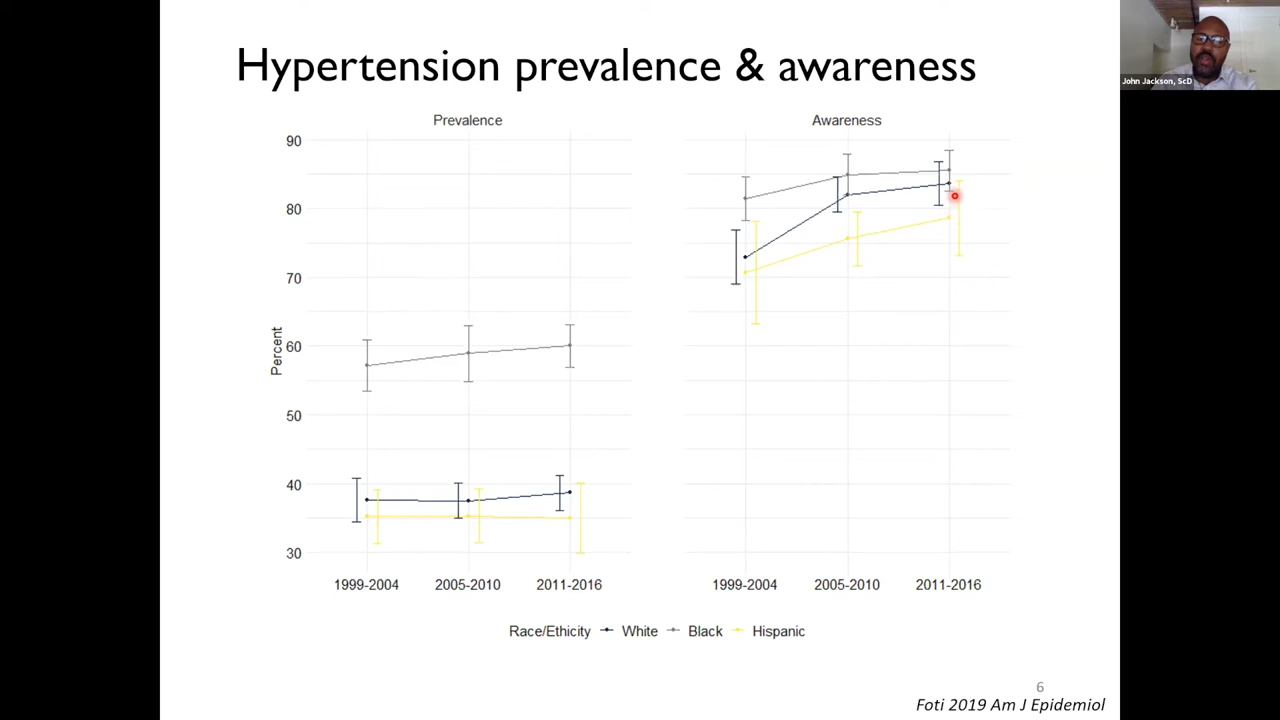 Hypertension prevalence & awareness
John Jackson, ScD
Prevalence
Awareness
Percent
90
80
70
60
50
40
30
1999-2004 2005-2010 2011-2016
1999-2004 2005-2010 2011-2016
Race/Ethicity White Black Hispanic
6
Foti 2019 Am J Epidemiol